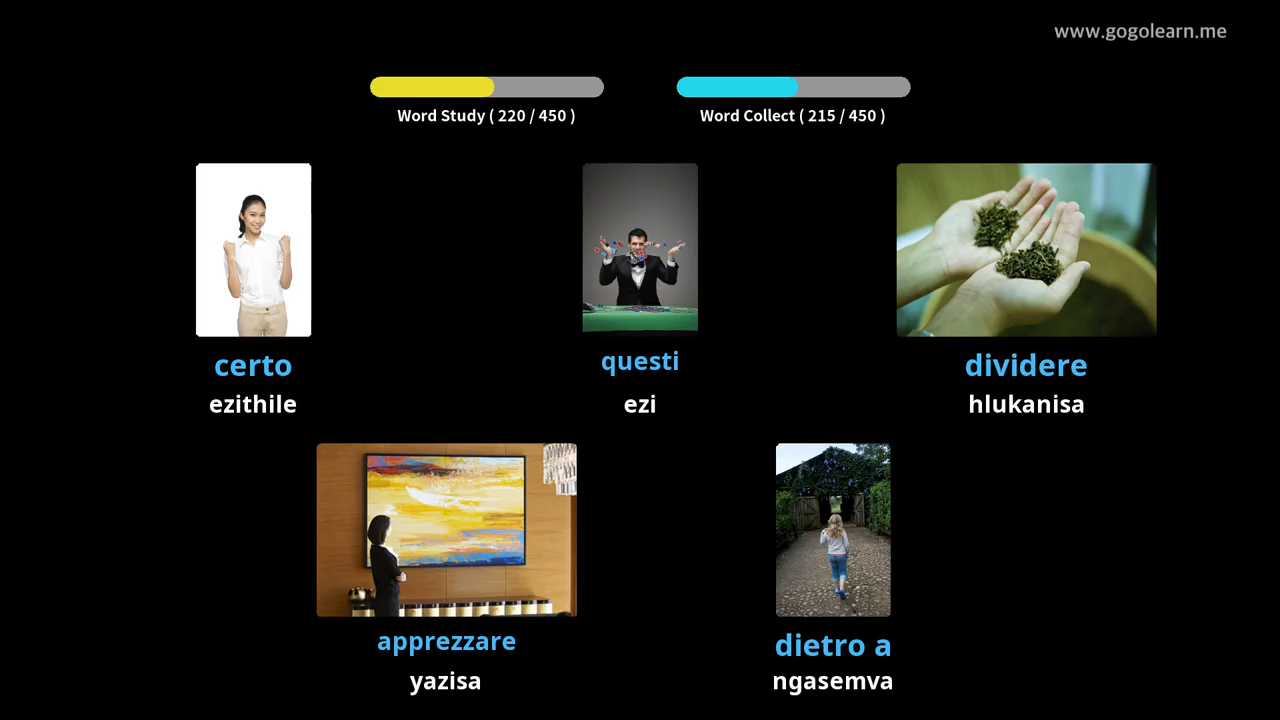 www.gogolearn.me
Word Study ( 220 / 450 )
Word Collect ( 215 / 450 )
certo
ezithile
questi
ezi
dividere
hlukanisa
apprezzare
yazisa
dietro a
ngasemva